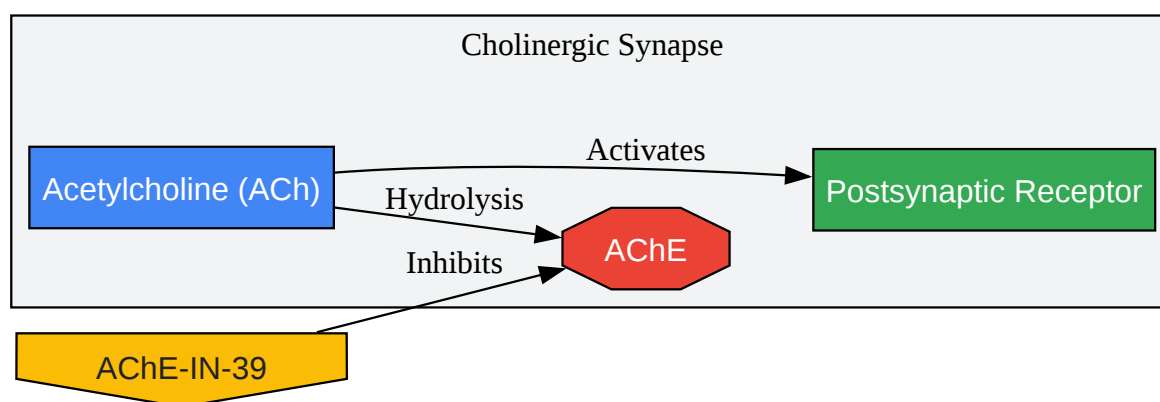 Cholinergic Synapse
Activates
Acetylcholine (ACh)
Postsynaptic Receptor
Hydrolysis
AChE
Inhibits
AChE-IN-39